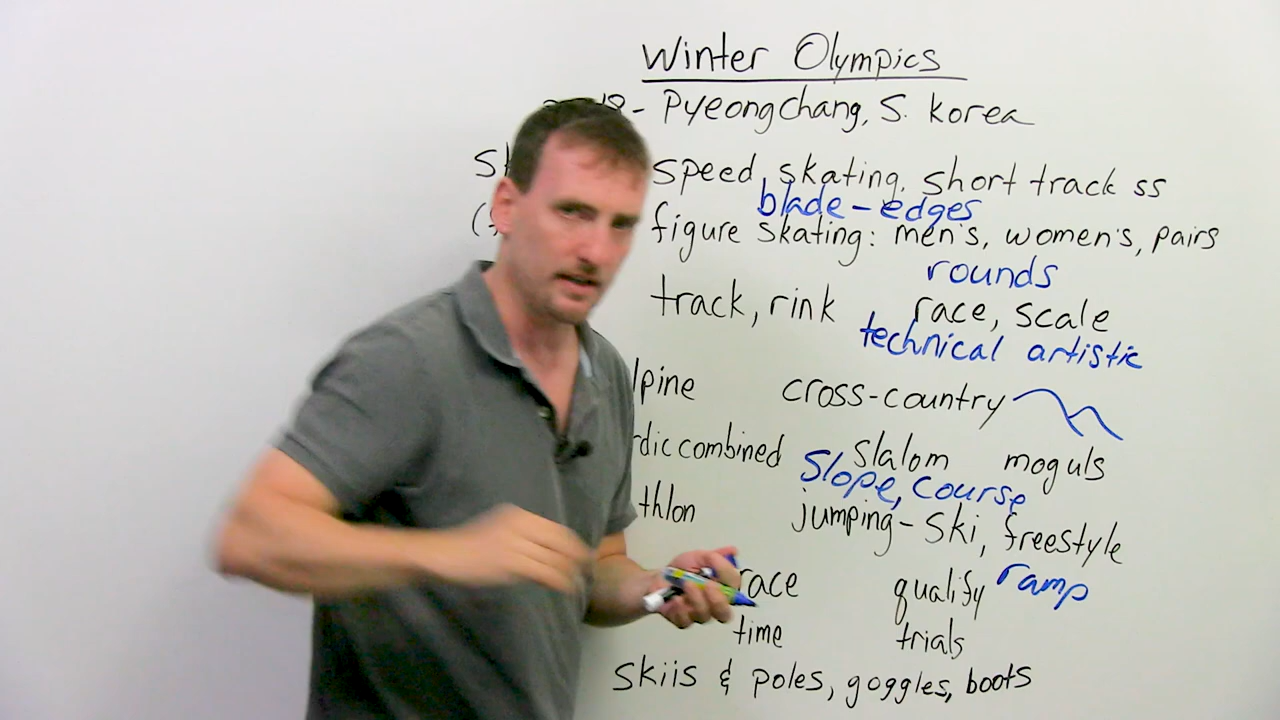 Winter Olympics
- Pyeongchang, S. korea
speed skating. short track ss
blade - edges
figure skating: men's, women's, pairs
rounds
track, rink race, scale
technical artistic
cross-country
combined slalom moguls
slope, course
jumping - ski, freestyle
race qualify ramp
time trials
skiis & poles, goggles, boots